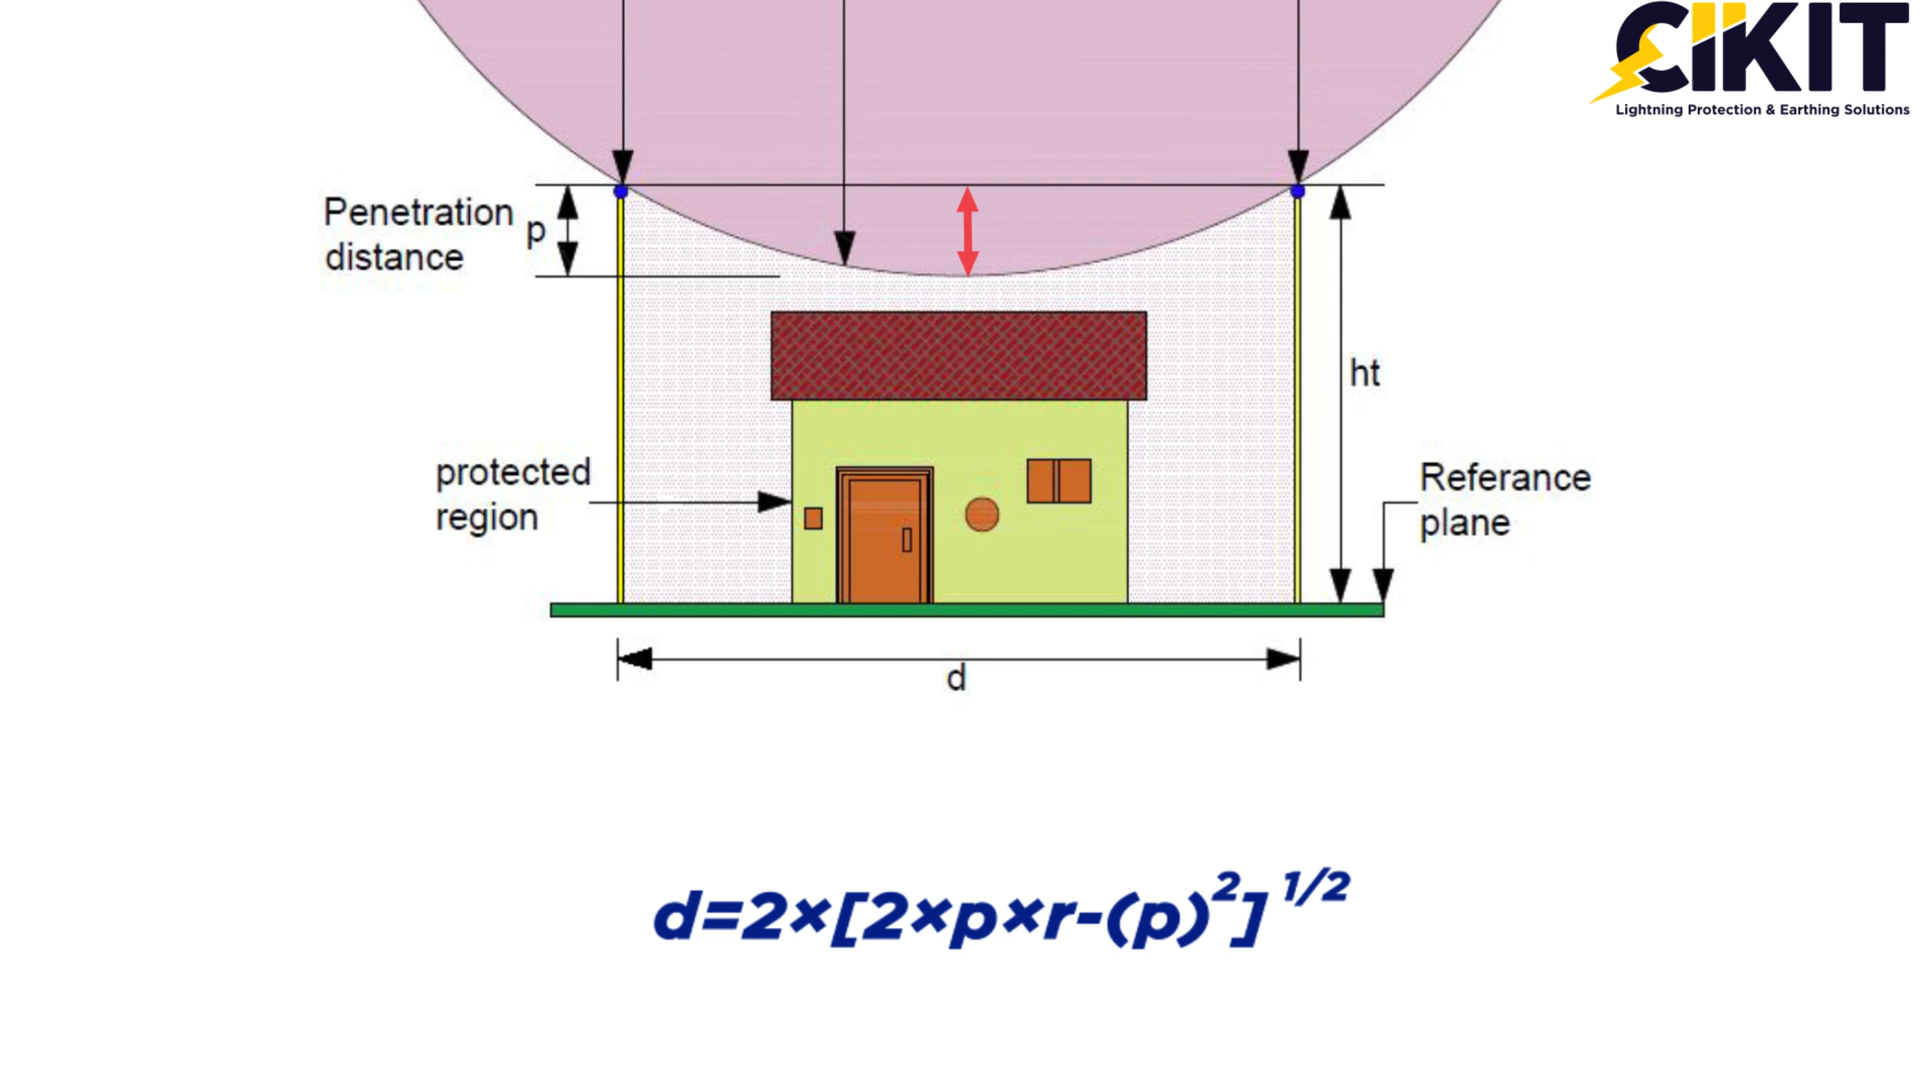 CIKIT
Lightning Protection & Earthing Solutions
Penetration
distance
p
ht
protected
region
Referance
plane
d
d=2×[2×p×r-(p)²]¹/²